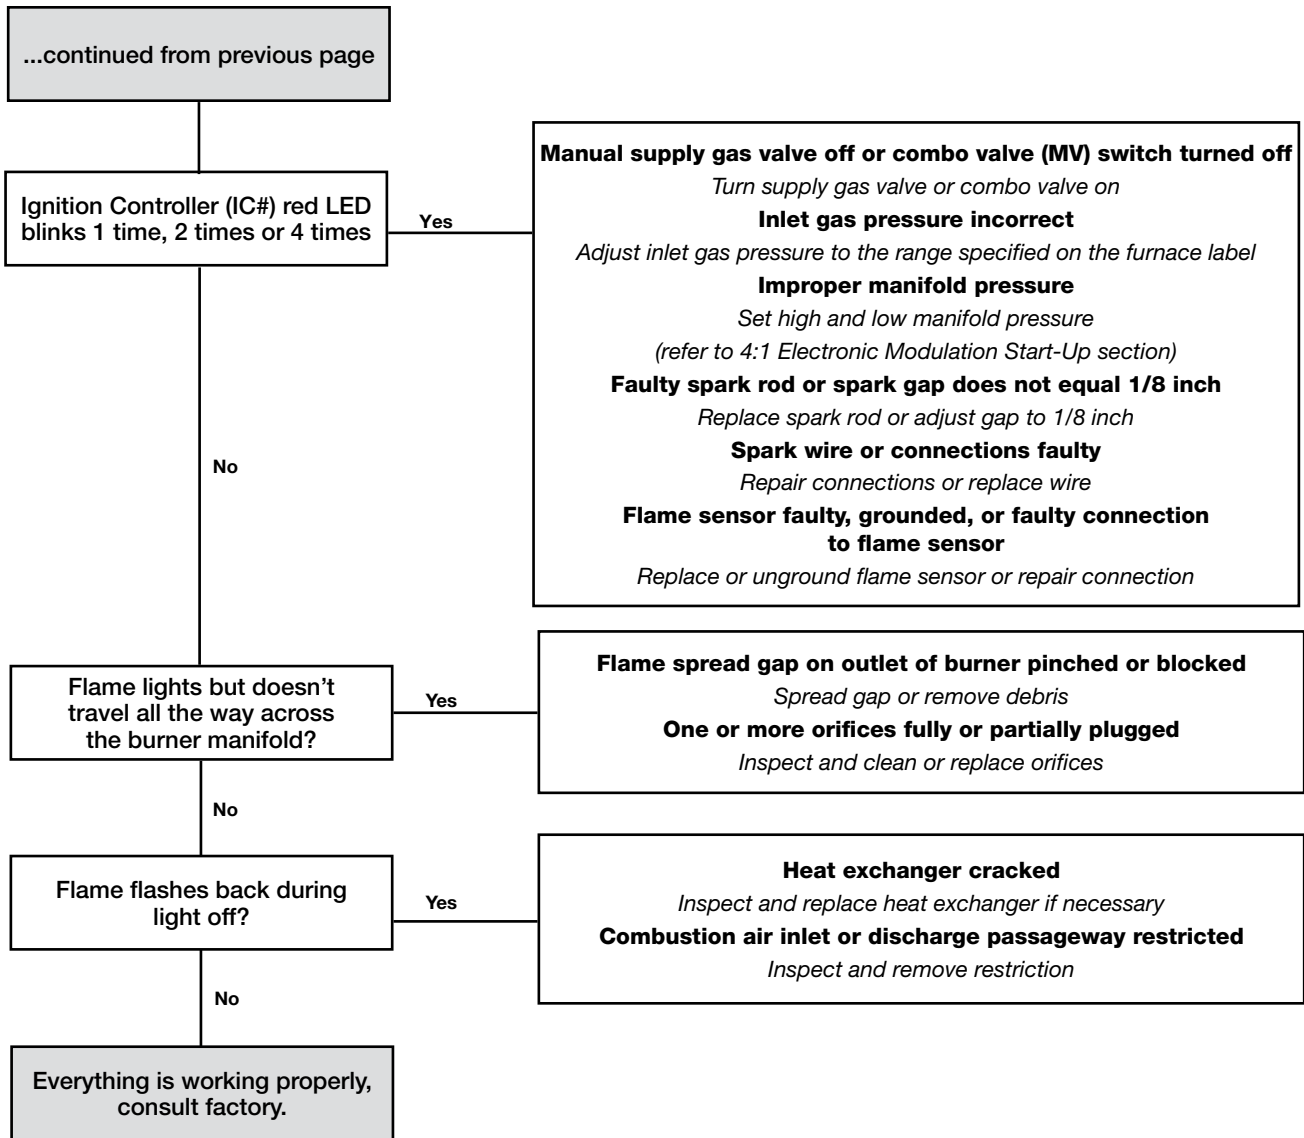 ...continued from previous page
Ignition Controller (IC#) red LED
blinks 1 time, 2 times or 4 times
Yes
Manual supply gas valve off or combo valve (MV) switch turned off
Turn supply gas valve or combo valve on
Inlet gas pressure incorrect
Adjust inlet gas pressure to the range specified on the furnace label
Improper manifold pressure
Set high and low manifold pressure
(refer to 4:1 Electronic Modulation Start-Up section)
Faulty spark rod or spark gap does not equal 1/8 inch
Replace spark rod or adjust gap to 1/8 inch
Spark wire or connections faulty
Repair connections or replace wire
Flame sensor faulty, grounded, or faulty connection
to flame sensor
Replace or unground flame sensor or repair connection
No
Flame lights but doesn't
travel all the way across
the burner manifold?
Yes
Flame spread gap on outlet of burner pinched or blocked
Spread gap or remove debris
One or more orifices fully or partially plugged
Inspect and clean or replace orifices
No
Flame flashes back during
light off?
Yes
Heat exchanger cracked
Inspect and replace heat exchanger if necessary
Combustion air inlet or discharge passageway restricted
Inspect and remove restriction
No
Everything is working properly,
consult factory.